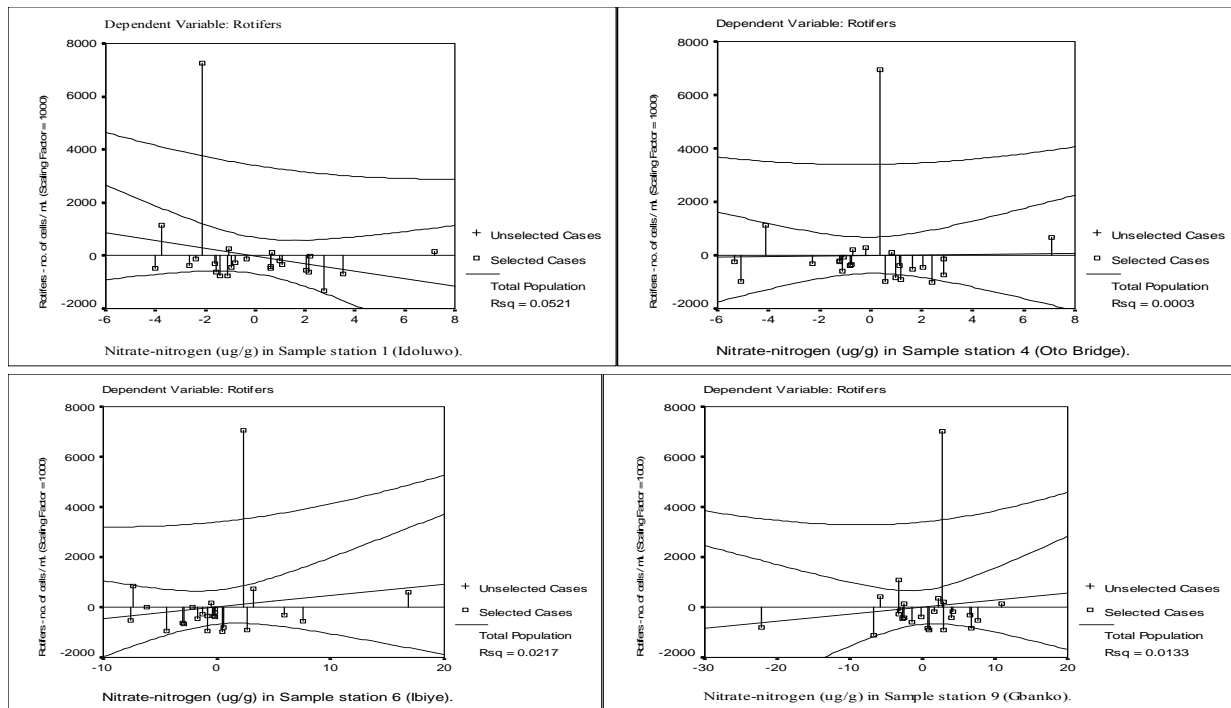 Dependent Variable: Rotifers
Rotifers - no. of cells / mL (Scaling Factor = 1000)
8000
6000
4000
2000
0
-2000
-6 -4 -2 0 2 4 6 8
Nitrate-nitrogen (ug/g) in Sample station 1 (Idoluwo).
Unselected Cases
Selected Cases
Total Population
Rsq = 0.0521
Dependent Variable: Rotifers
Rotifers - no. of cells / mL (Scaling Factor = 1000)
8000
6000
4000
2000
0
-2000
-6 -4 -2 0 2 4 6 8
Nitrate-nitrogen (ug/g) in Sample station 4 (Oto Bridge).
Unselected Cases
Selected Cases
Total Population
Rsq = 0.0003
Dependent Variable: Rotifers
Rotifers - no. of cells / mL (Scaling Factor = 1000)
8000
6000
4000
2000
0
-2000
-10 0 10 20
Nitrate-nitrogen (ug/g) in Sample station 6 (Ibiye).
Unselected Cases
Selected Cases
Total Population
Rsq = 0.0217
Dependent Variable: Rotifers
Rotifers - no. of cells / mL (Scaling Factor = 1000)
8000
6000
4000
2000
0
-2000
-30 -20 -10 0 10 20
Nitrate-nitrogen (ug/g) in Sample station 9 (Gbanko).
Unselected Cases
Selected Cases
Total Population
Rsq = 0.0133